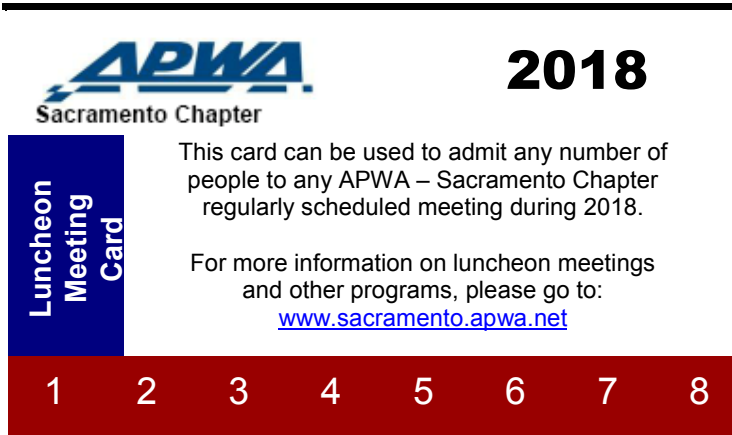 APWA
2018
Sacramento Chapter
Luncheon
Meeting
Card
This card can be used to admit any number of
people to any APWA – Sacramento Chapter
regularly scheduled meeting during 2018.
For more information on luncheon meetings
and other programs, please go to:
www.sacramento.apwa.net
1 2 3 4 5 6 7 8